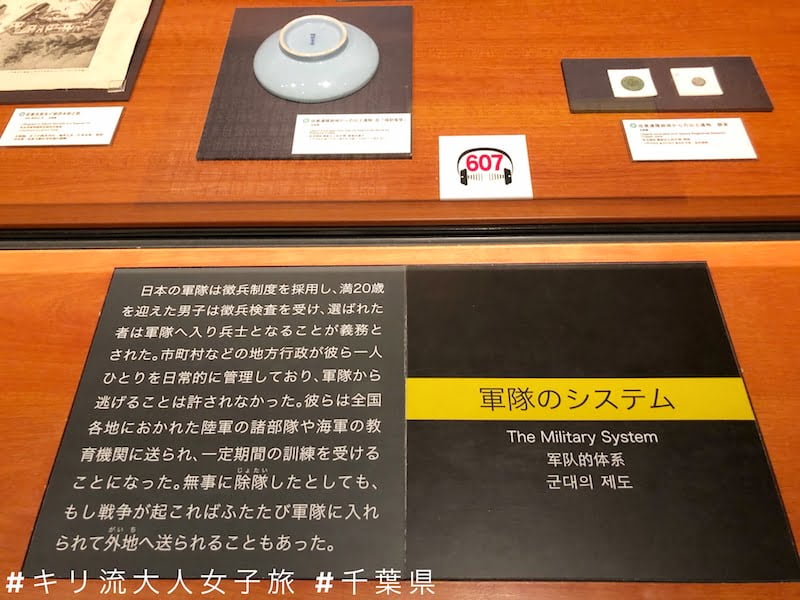 607
日本の軍隊は徴兵制度を採用し、満20歳
を迎えた男子は徴兵検査を受け、選ばれた
者は軍隊へ入り兵士となることが義務と
された。市町村などの地方行政が彼ら一人
ひとりを日常的に管理しており、軍隊から
逃げることは許されなかった。彼らは全国
各地におかれた陸軍の諸部隊や海軍の教
育機関に送られ、一定期間の訓練を受ける
じょたい
ことになった。無事に除隊したとしても、
もし戦争が起こればふたたび軍隊に入れ
がいち
られて外地へ送られることもあった。
軍隊のシステム
The Military System
军队的体系
군대의 제도
#キリ流大人女子旅 #千葉県